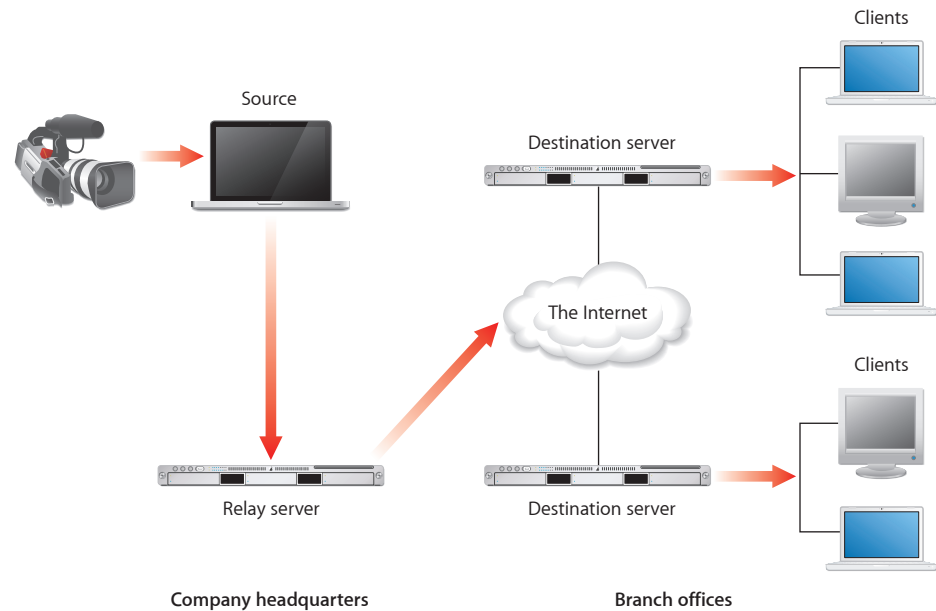 Clients
Source
Destination server
The Internet
Clients
Relay server
Destination server
Company headquarters
Branch offices